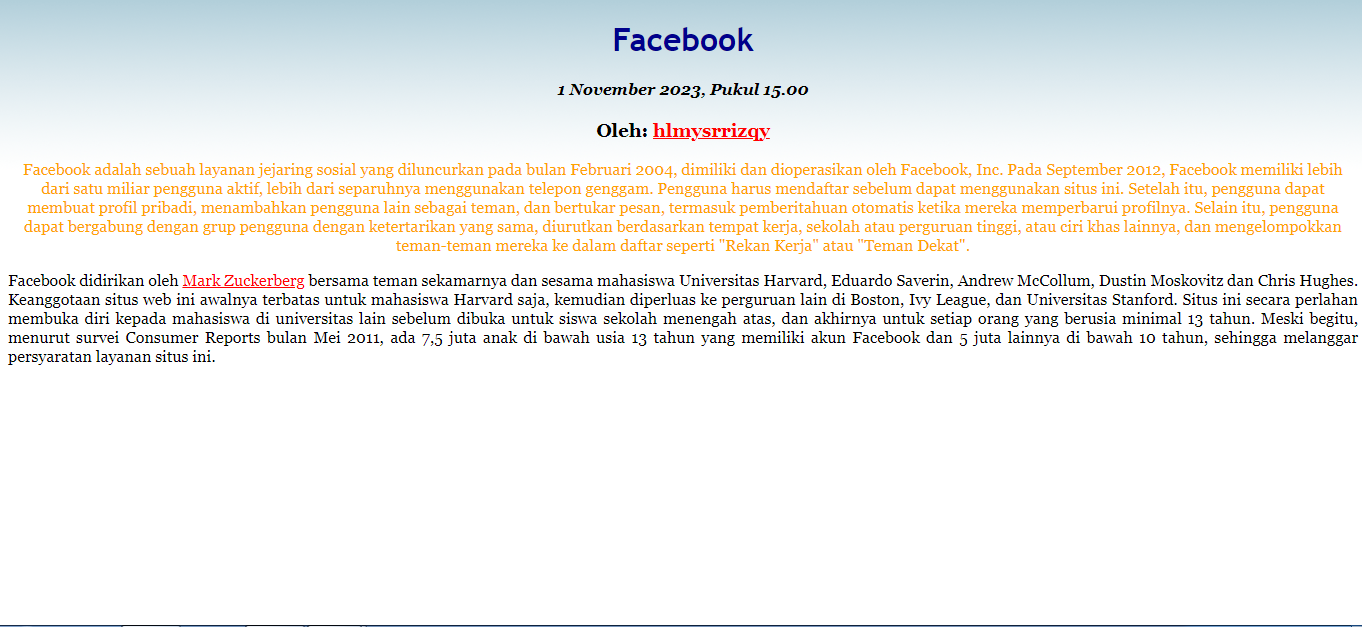 Facebook
1 November 2023, Pukul 15.00
Oleh: hlmysrrizqy
Facebook adalah sebuah layanan jejaring sosial yang diluncurkan pada bulan Februari 2004, dimiliki dan dioperasikan oleh Facebook, Inc. Pada September 2012, Facebook memiliki lebih
dari satu miliar pengguna aktif, lebih dari separuhnya menggunakan telepon genggam. Pengguna harus mendaftar sebelum dapat menggunakan situs ini. Setelah itu, pengguna dapat
membuat profil pribadi, menambahkan pengguna lain sebagai teman, dan bertukar pesan, termasuk pemberitahuan otomatis ketika mereka memperbarui profilnya. Selain itu, pengguna
dapat bergabung dengan grup pengguna dengan ketertarikan yang sama, diurutkan berdasarkan tempat kerja, sekolah atau perguruan tinggi, atau ciri khas lainnya, dan mengelompokkan
teman-teman mereka ke dalam daftar seperti "Rekan Kerja" atau "Teman Dekat".
Facebook didirikan oleh Mark Zuckerberg bersama teman sekamarnya dan sesama mahasiswa Universitas Harvard, Eduardo Saverin, Andrew McCollum, Dustin Moskovitz dan Chris Hughes.
Keanggotaan situs web ini awalnya terbatas untuk mahasiswa Harvard saja, kemudian diperluas ke perguruan lain di Boston, Ivy League, dan Universitas Stanford. Situs ini secara perlahan
membuka diri kepada mahasiswa di universitas lain sebelum dibuka untuk siswa sekolah menengah atas, dan akhirnya untuk setiap orang yang berusia minimal 13 tahun. Meski begitu,
menurut survei Consumer Reports bulan Mei 2011, ada 7,5 juta anak di bawah usia 13 tahun yang memiliki akun Facebook dan 5 juta lainnya di bawah 10 tahun, sehingga melanggar
persyaratan layanan situs ini.